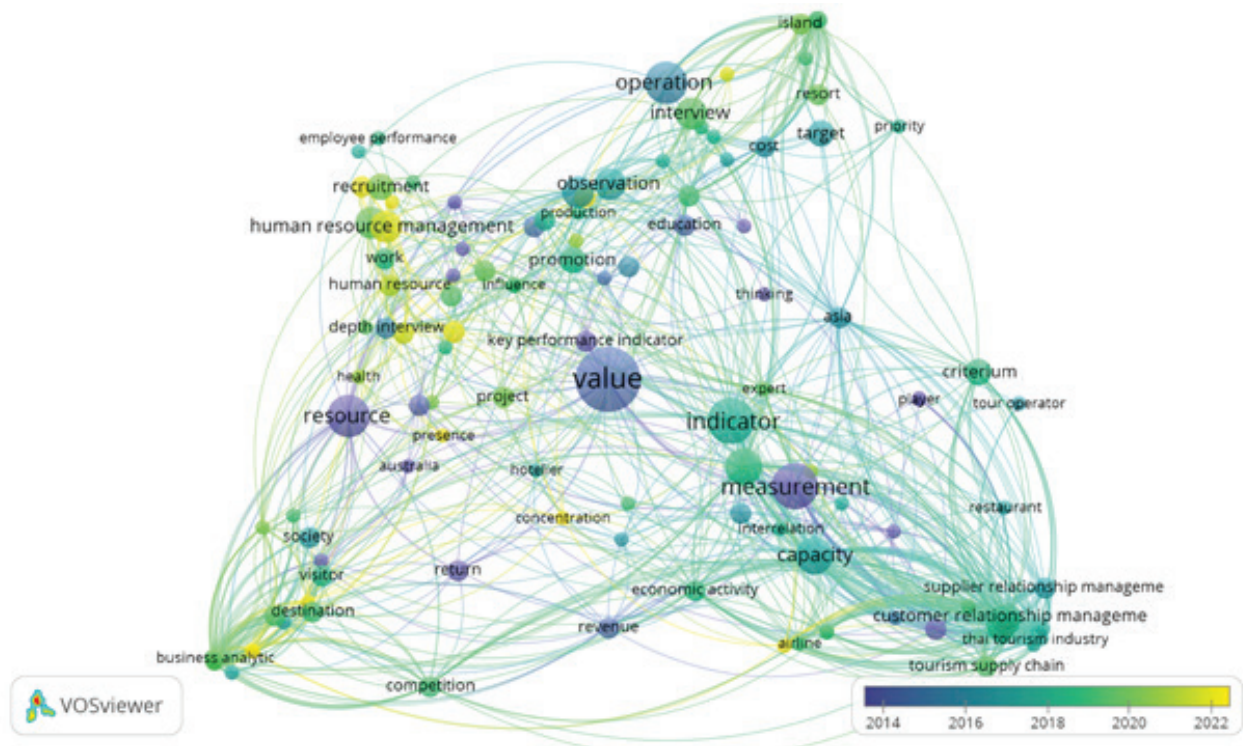 island
operation
resort
interview
target
priority
cost
employee performance
recruitment
observation
production
education
human resource management
work
promotion
human resource
influence
thinking
depth interview
asia
key performance indicator
value
health
project
expert
criterium
player
tour operator
resource
indicator
presence
australia
hotelier
measurement
concentration
restaurant
society
interrelation
capacity
visitor
return
economic activity
supplier relationship manageme
destination
revenue
customer relationship manageme
airline
thai tourism industry
business analytic
tourism supply chain
competition
VOSviewer
2014 2016 2018 2020 2022